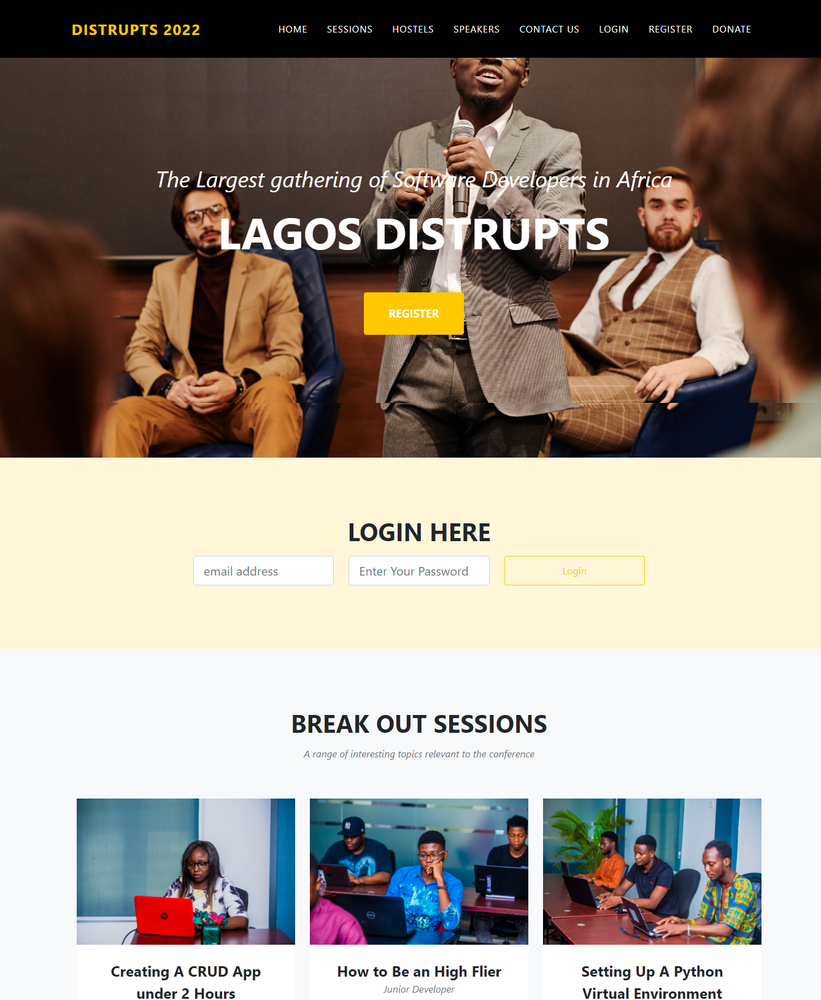 DISTRUPTS 2022
HOME SESSIONS HOSTELS SPEAKERS CONTACT US LOGIN REGISTER DONATE
The Largest gathering of Software Developers in Africa
LAGOS DISTRUPTS
REGISTER
LOGIN HERE
email address
Enter Your Password
Login
BREAK OUT SESSIONS
A range of interesting topics relevant to the conference
Creating A CRUD App
under 2 Hours
How to Be an High Flier
Junior Developer
Setting Up A Python
Virtual Environment